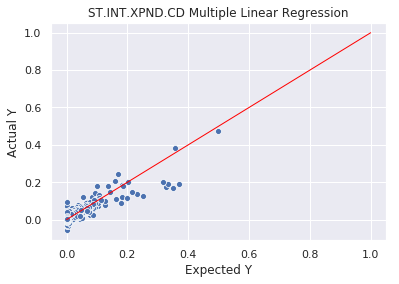 ST.INT.XPND.CD Multiple Linear Regression
1.0
0.8
0.6
0.4
0.2
0.0
Actual Y
0.0 0.2 0.4 0.6 0.8 1.0
Expected Y